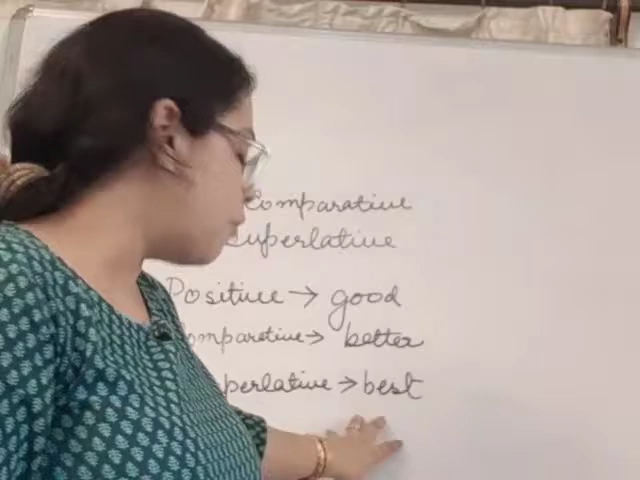 Comparative
Superlative
Positive → good
Comparative → better
Superlative → best